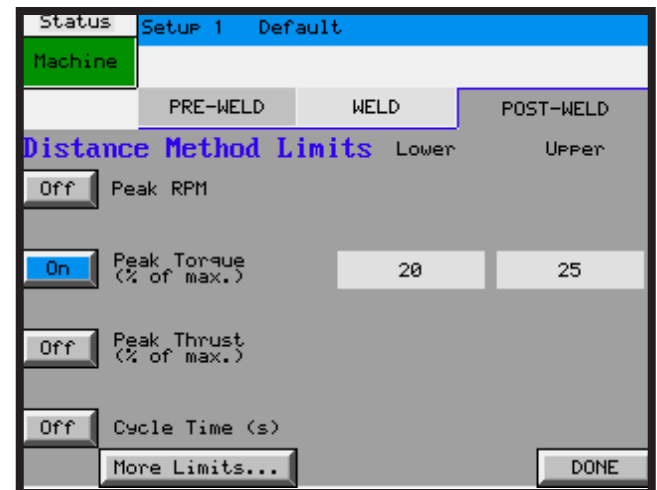 Status Setup 1 Default
Machine
PRE-WELD WELD POST-WELD
Distance Method Limits Lower Upper
Off Peak RPM
On Peak Torque
(% of max.) 20 25
Off Peak Thrust
(% of max.)
Off Cycle Time (s)
More Limits... DONE